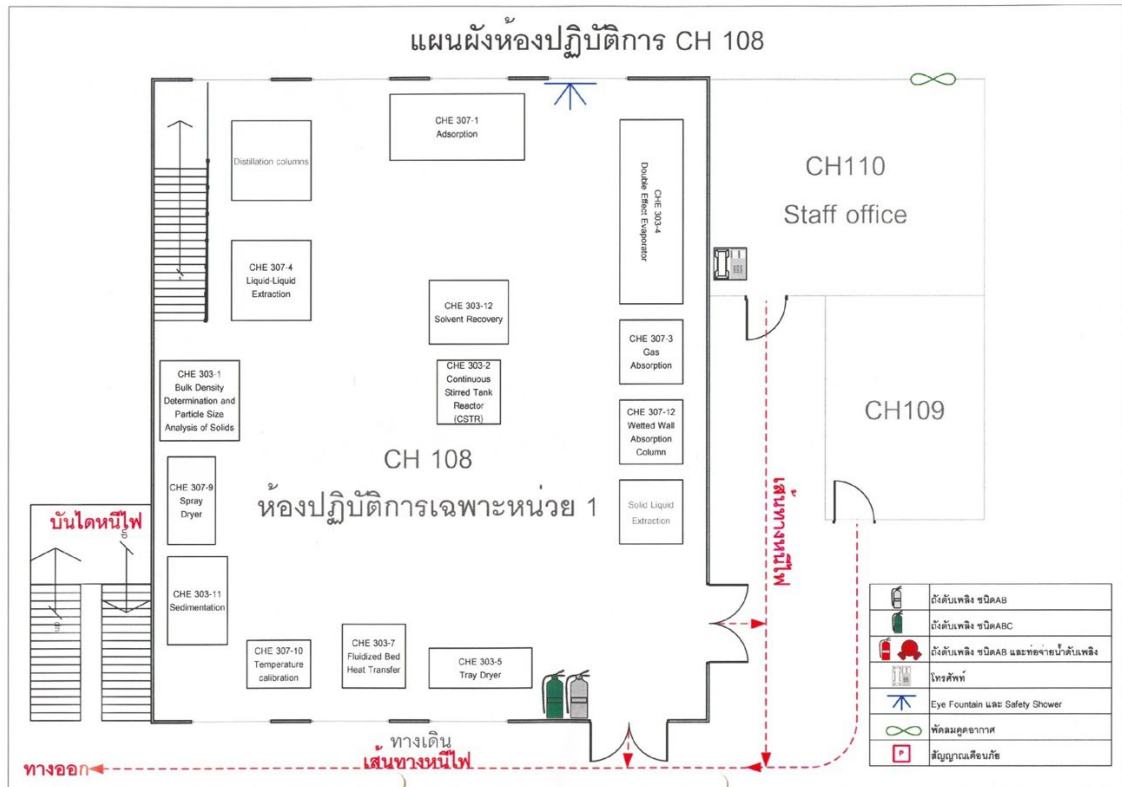 แผนผังห้องปฏิบัติการ CH 108
CHE 307-1
Adsorption
Distillation columns
CHE 303-4
Double Effect Evaporator
CH110
Staff office
CHE 307-4
Liquid-Liquid
Extraction
CHE 303-12
Solvent Recovery
CHE 307-3
Gas
Absorption
CHE 303-1
Bulk Density
Determination and
Particle Size
Analysis of Solids
CHE 303-2
Continuous
Stirred Tank
Reactor
(CSTR)
CHE 307-12
Wetted Wall
Absorption
Column
CH109
CH 108
ห้องปฏิบัติการเฉพาะหน่วย 1
CHE 307-9
Spray
Dryer
Solid Liquid
Extraction
เส้นทางหนีไฟ
บันไดหนีไฟ
up
dn
CHE 303-11
Sedimentation
CHE 307-10
Temperature
calibration
CHE 303-7
Fluidized Bed
Heat Transfer
CHE 303-5
Tray Dryer
ถังดับเพลิง ชนิดAB
ถังดับเพลิง ชนิดABC
ถังดับเพลิง ชนิดAB และท่อจ่ายน้ำดับเพลิง
โทรศัพท์
Eye Fountain และ Safety Shower
พัดลมดูดอากาศ
P
สัญญาณเตือนภัย
ทางเดิน
เส้นทางหนีไฟ
ทางออก